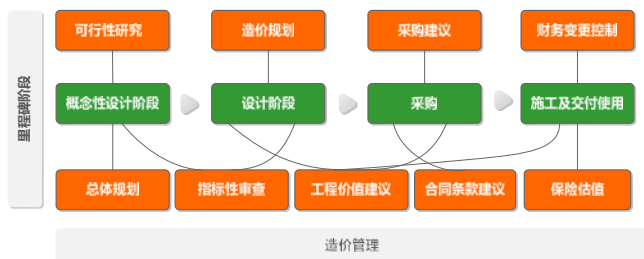 里程碑阶段
可行性研究
造价规划
采购建议
财务变更控制
概念性设计阶段
设计阶段
采购
施工及交付使用
总体规划
指标性审查
工程价值建议
合同条款建议
保险估值
造价管理